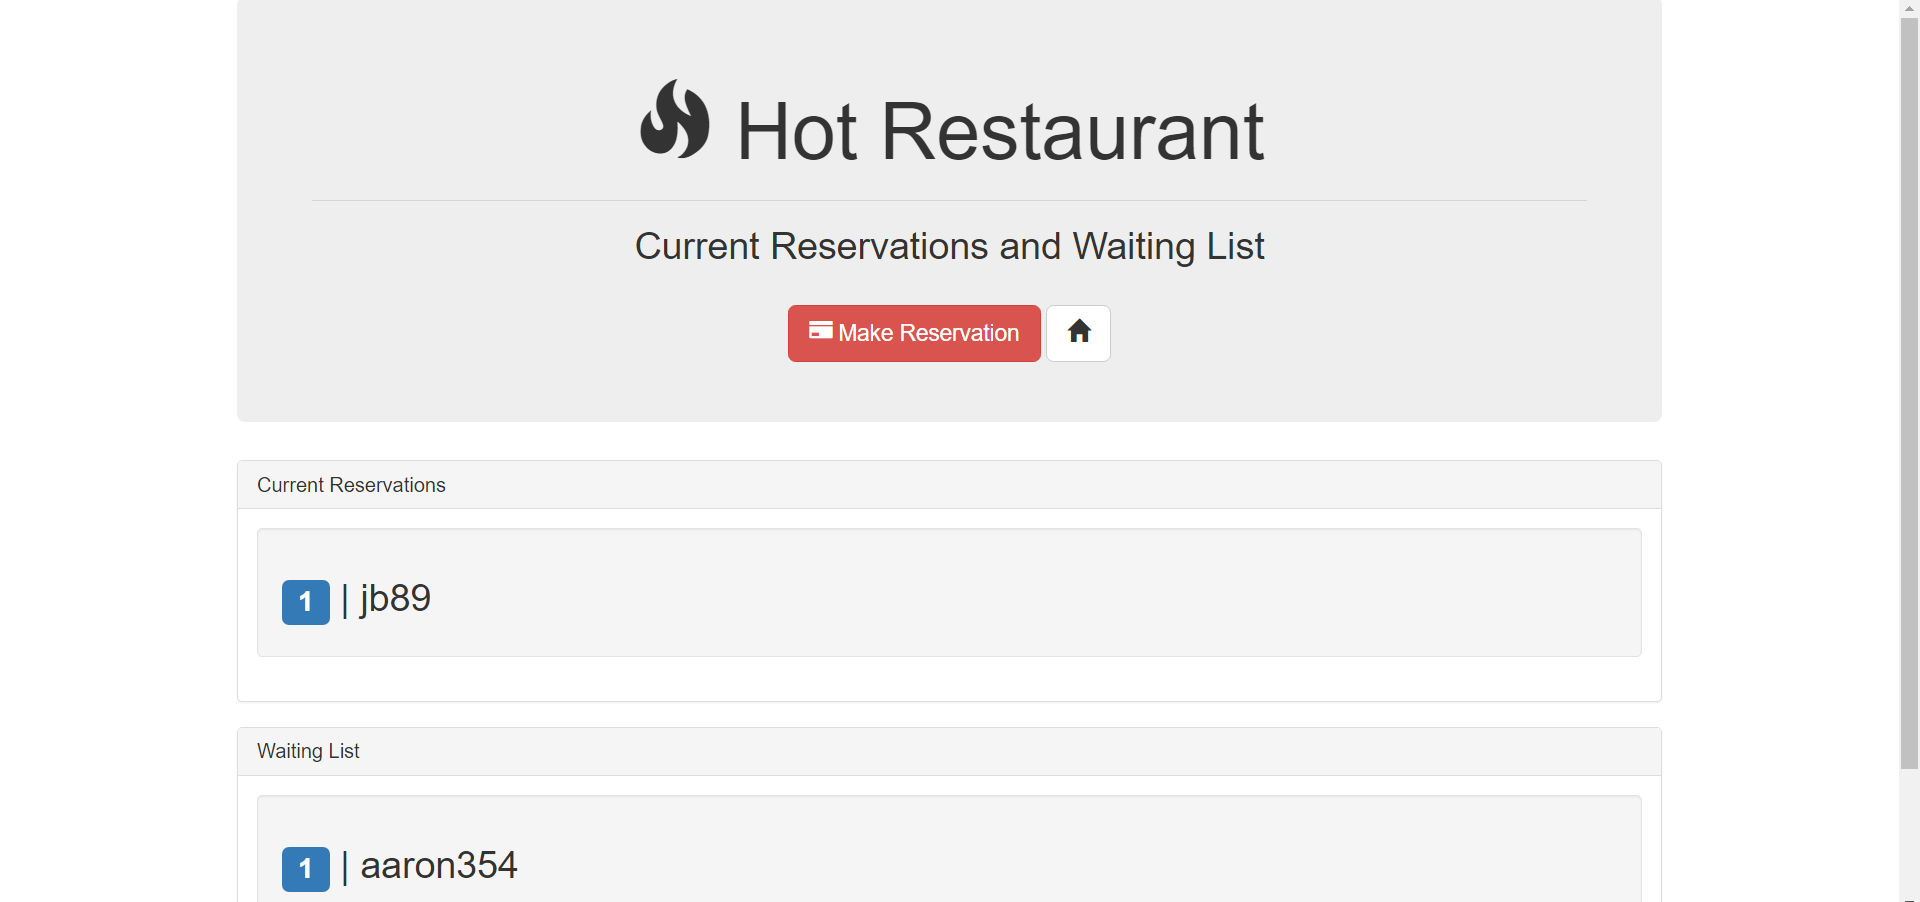 Hot Restaurant
Current Reservations and Waiting List
Make Reservation
Current Reservations
1 | jb89
Waiting List
1 | aaron354